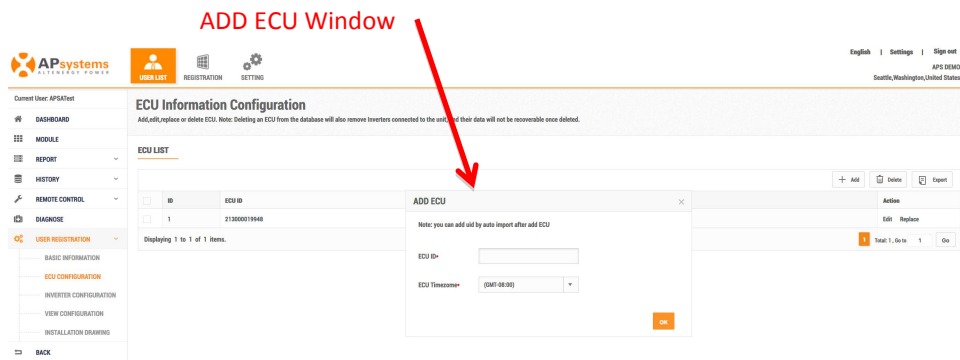 ADD ECU Window
English | Settings | Sign out
APsystems
ALTENERGY POWER
USER LIST
REGISTRATION
SETTING
APS DEMO
Seattle,Washington,United States
Current User: APSATest
ECU Information Configuration
Add,edit,replace or delete ECU. Note: Deleting an ECU from the database will also remove Inverters connected to the unit,and their data will not be recoverable once deleted.
DASHBOARD
MODULE
REPORT
HISTORY
REMOTE CONTROL
DIAGNOSE
USER REGISTRATION
BASIC INFORMATION
ECU CONFIGURATION
INVERTER CONFIGURATION
VIEW CONFIGURATION
INSTALLATION DRAWING
BACK
ECU LIST
+ Add
Delete
Export
ID
ECU ID
Action
1
213000019948
Edit Replace
Displaying 1 to 1 of 1 items.
1
Total: 1 , Go to 1 Go
ADD ECU
Note: you can add uid by auto import after add ECU
ECU ID•
ECU Timezome•
(GMT-08:00)
OK